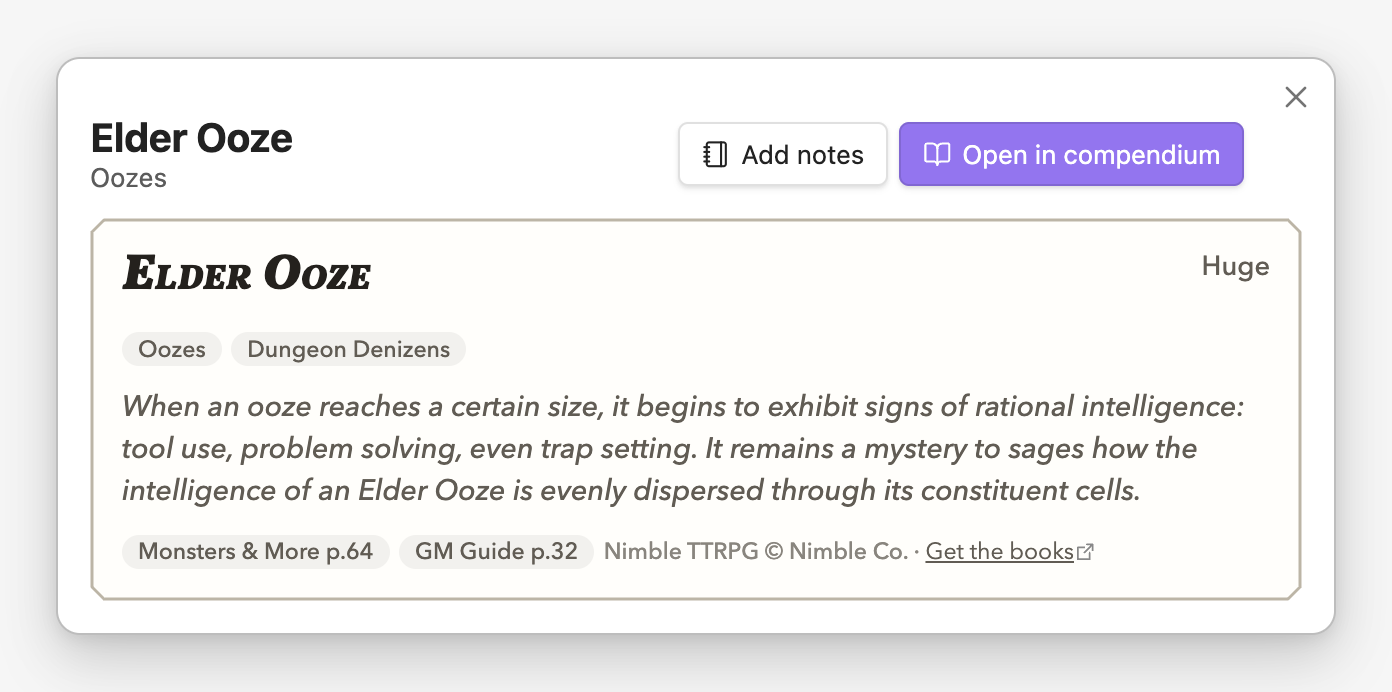 Elder Ooze
Oozes
Add notes
Open in compendium
Elder Ooze
Huge
Oozes
Dungeon Denizens
When an ooze reaches a certain size, it begins to exhibit signs of rational intelligence:
tool use, problem solving, even trap setting. It remains a mystery to sages how the
intelligence of an Elder Ooze is evenly dispersed through its constituent cells.
Monsters & More p.64 GM Guide p.32 Nimble TTRPG © Nimble Co. · Get the books